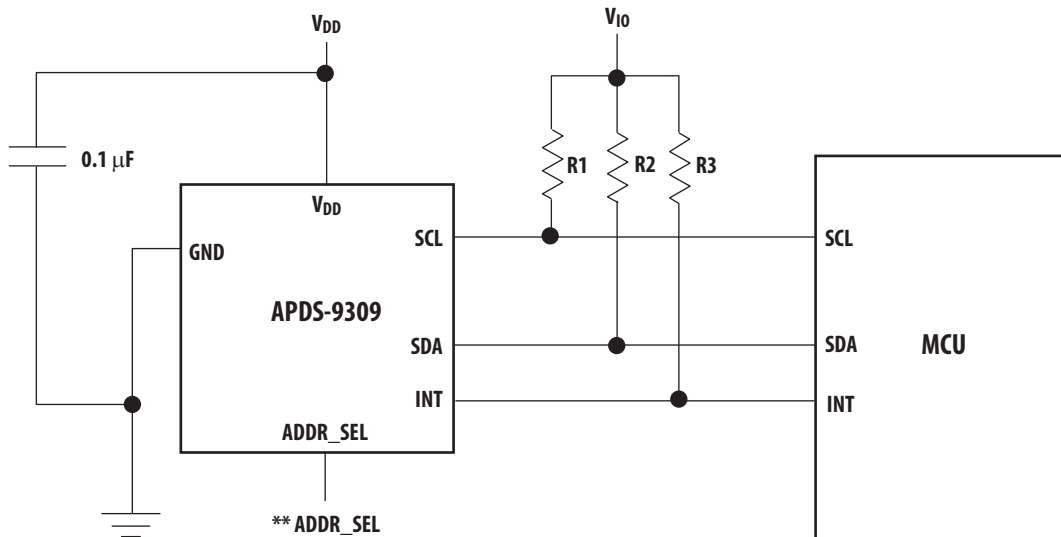 VDD
VIO
0.1 µF
R1
R2
R3
VDD
SCL
SCL
GND
APDS-9309
SDA
SDA
MCU
INT
INT
ADDR_SEL
** ADDR_SEL